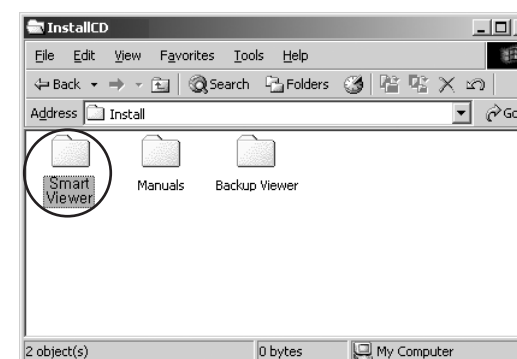 InstallCD
File Edit View Favorites Tools Help
Back Search Folders
Address Install Go
Smart Viewer Manuals Backup Viewer
2 object(s) 0 bytes My Computer